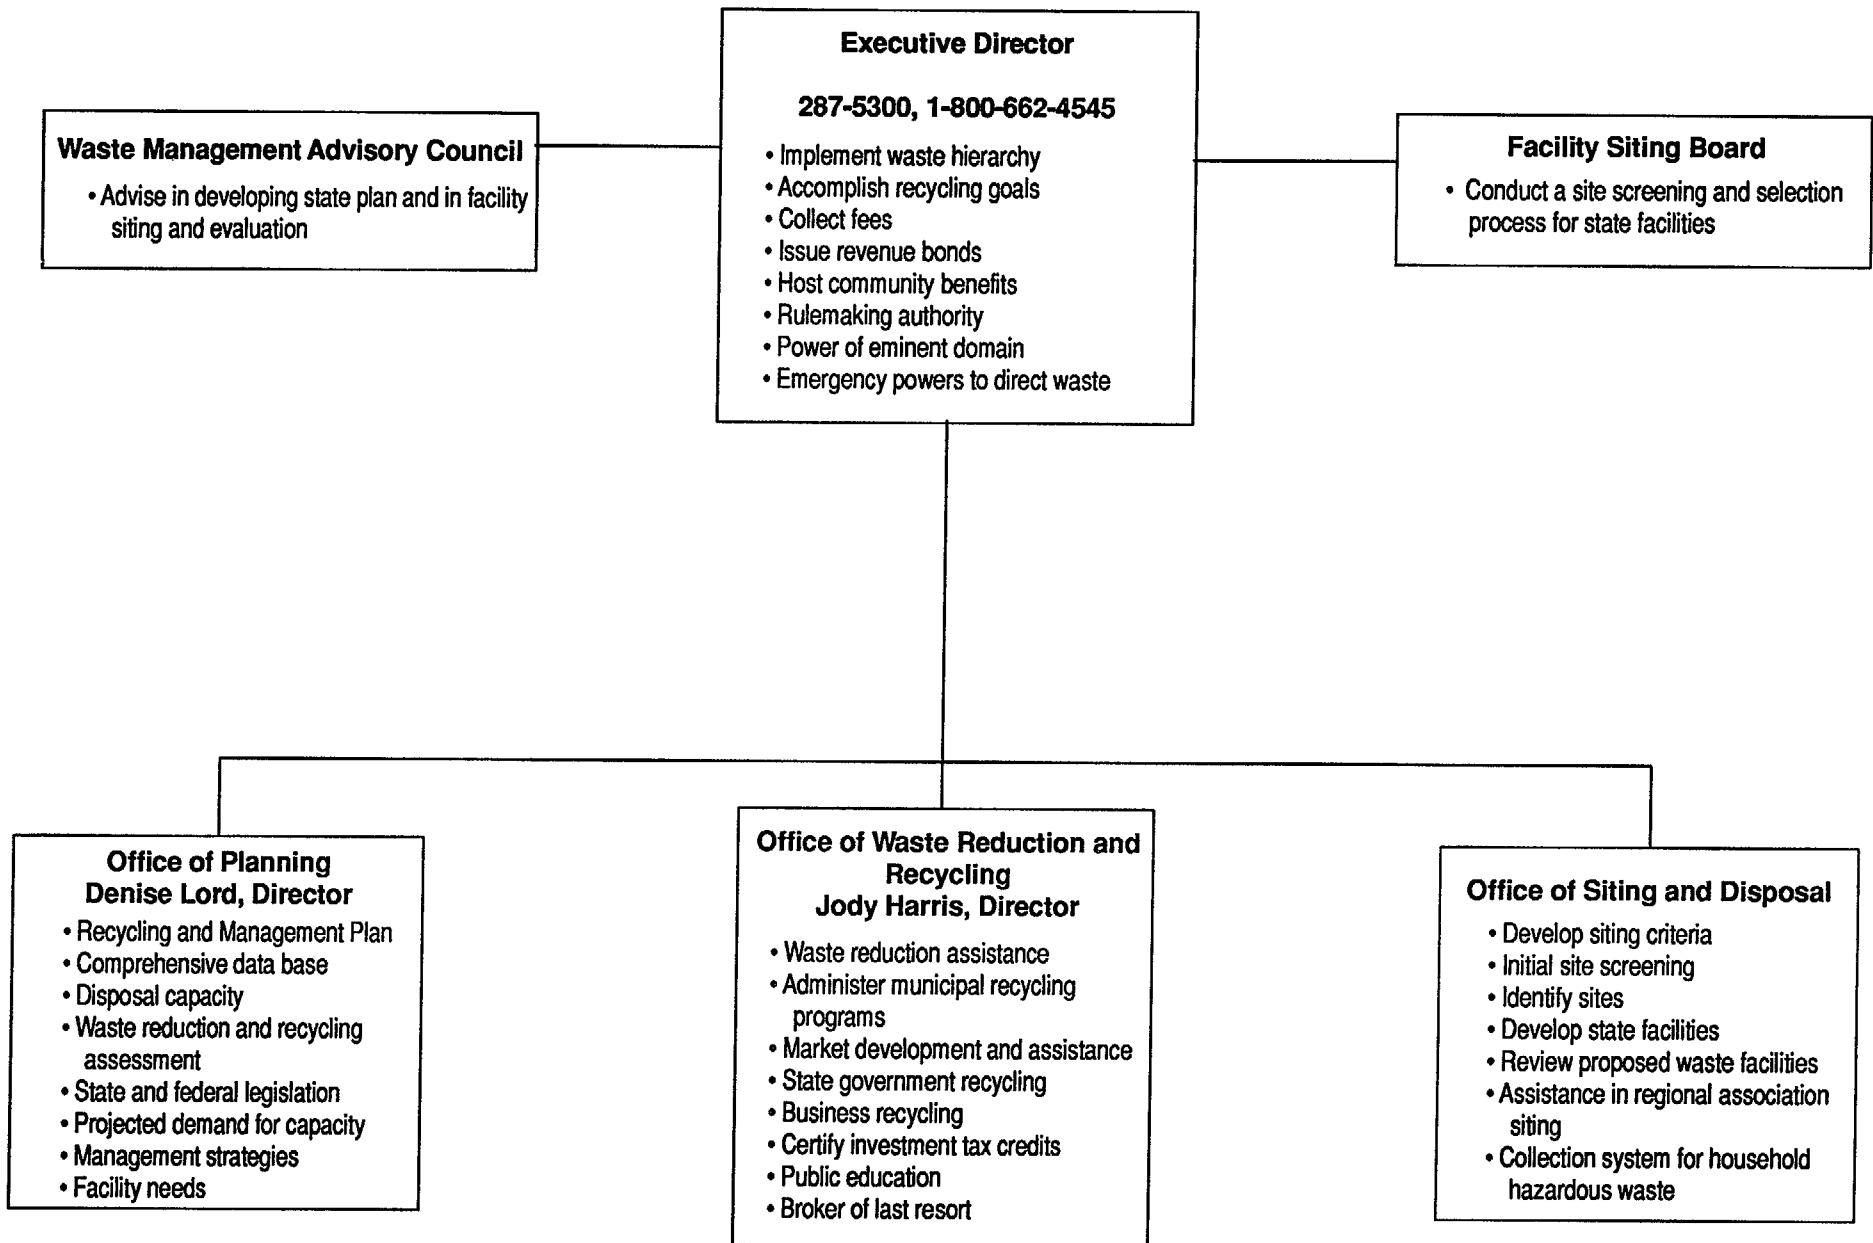 Executive Director
287-5300, 1-800-662-4545
• Implement waste hierarchy
• Accomplish recycling goals
• Collect fees
• Issue revenue bonds
• Host community benefits
• Rulemaking authority
• Power of eminent domain
• Emergency powers to direct waste
Waste Management Advisory Council
• Advise in developing state plan and in facility
siting and evaluation
Facility Siting Board
• Conduct a site screening and selection
process for state facilities
Office of Planning
Denise Lord, Director
• Recycling and Management Plan
• Comprehensive data base
• Disposal capacity
• Waste reduction and recycling
assessment
• State and federal legislation
• Projected demand for capacity
• Management strategies
• Facility needs
Office of Waste Reduction and
Recycling
Jody Harris, Director
• Waste reduction assistance
• Administer municipal recycling
programs
• Market development and assistance
• State government recycling
• Business recycling
• Certify investment tax credits
• Public education
• Broker of last resort
Office of Siting and Disposal
• Develop siting criteria
• Initial site screening
• Identify sites
• Develop state facilities
• Review proposed waste facilities
• Assistance in regional association
siting
• Collection system for household
hazardous waste